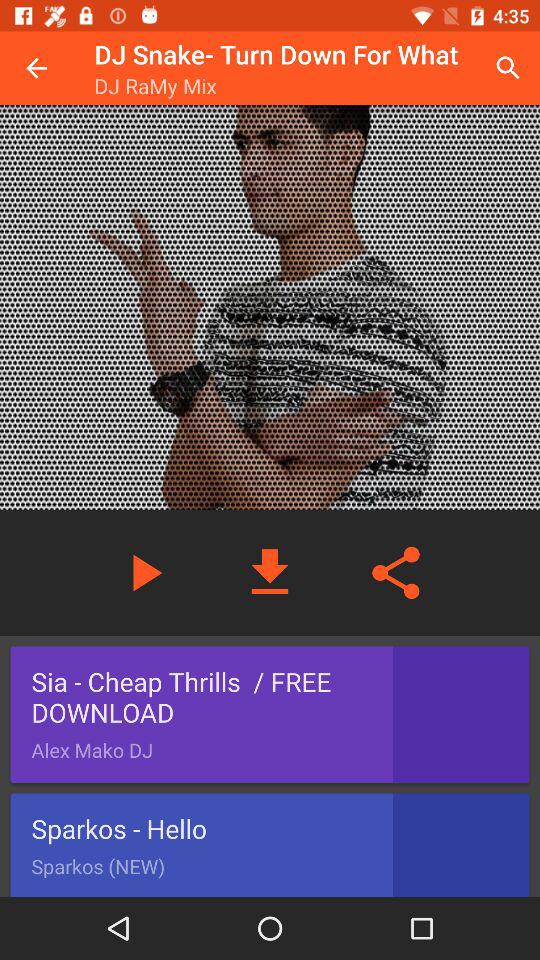 4:35
DJ Snake- Turn Down For What
DJ RaMy Mix
Sia - Cheap Thrills / FREE
DOWNLOAD
Alex Mako DJ
Sparkos - Hello
Sparkos (NEW)